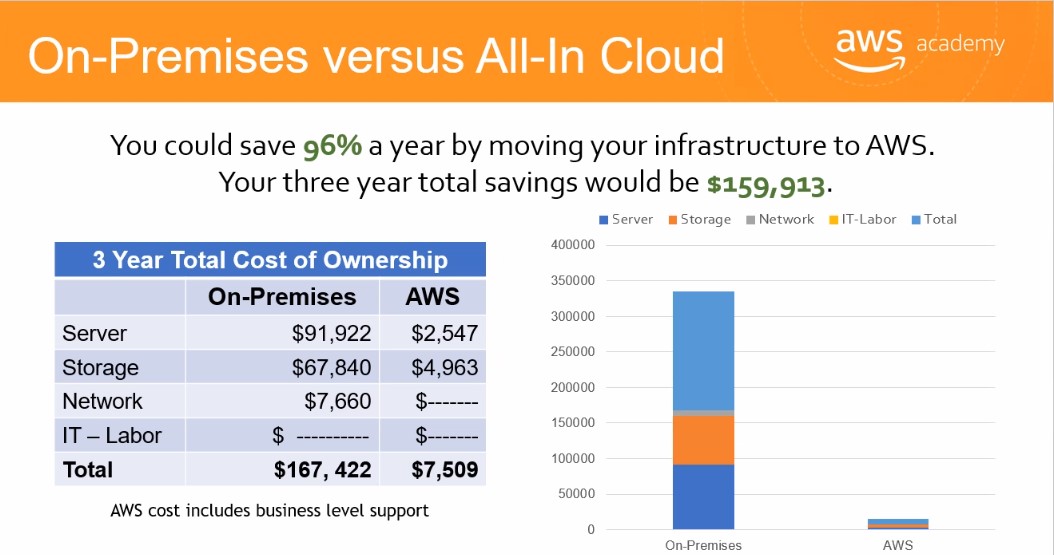 On-Premises versus All-In Cloud
aws academy
You could save 96% a year by moving your infrastructure to AWS.
Your three year total savings would be $159,913.
3 Year Total Cost of Ownership
On-Premises AWS
Server $91,922 $2,547
Storage $67,840 $4,963
Network $7,660 $-------
IT – Labor $ ---------- $-------
Total $167, 422 $7,509
AWS cost includes business level support
Server Storage Network IT-Labor Total
400000
350000
300000
250000
200000
150000
100000
50000
0
On-Premises AWS